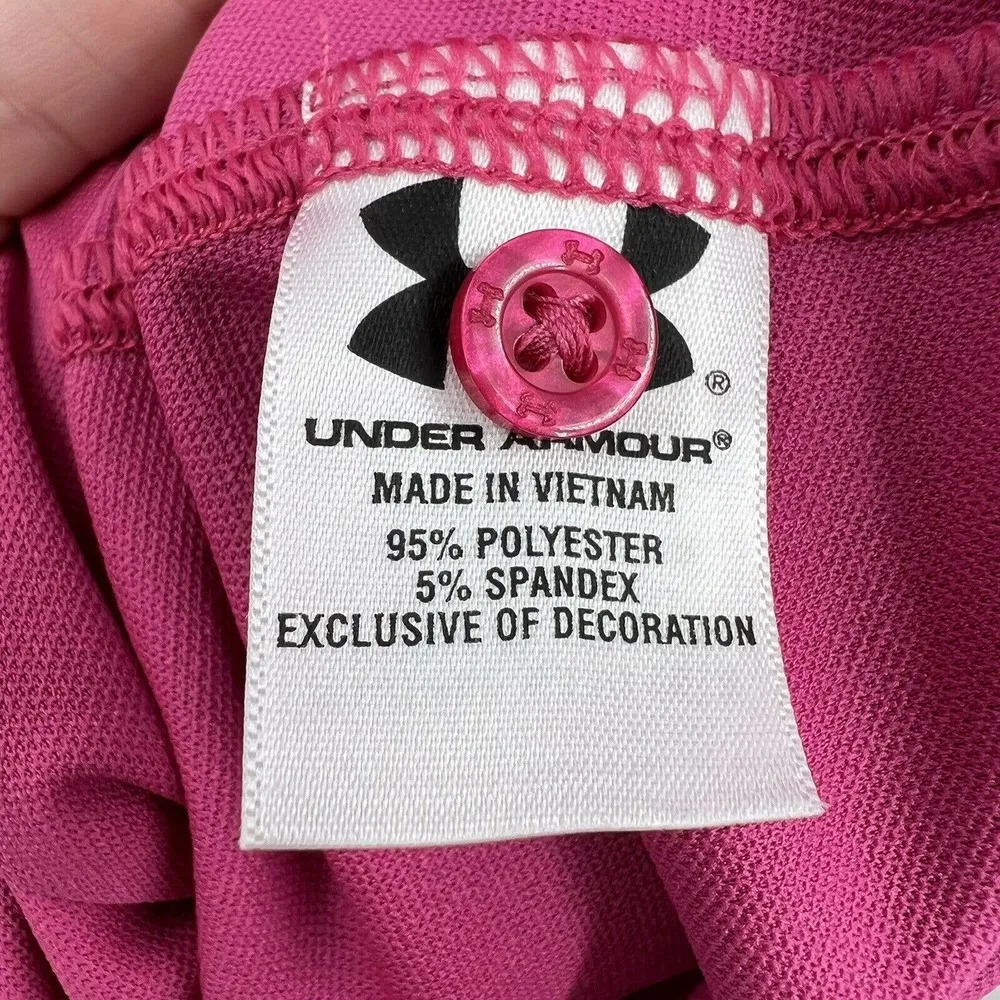 ®
UNDER ARMOUR®
MADE IN VIETNAM
95% POLYESTER
5% SPANDEX
EXCLUSIVE OF DECORATION